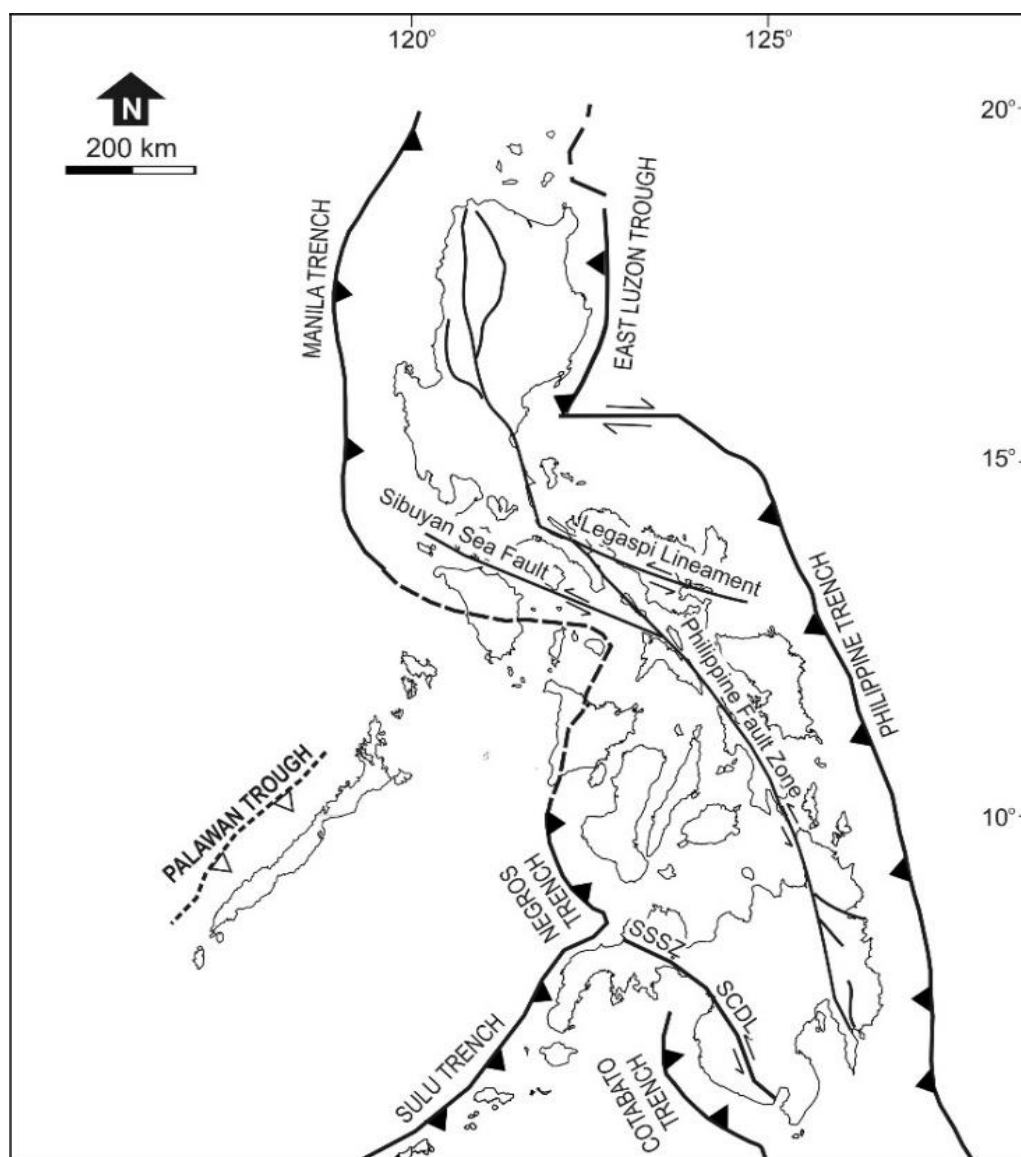 120°
125°
N
200 km
20°
MANILA TRENCH
EAST LUZON TROUGH
15°
Sibuyan Sea Fault
Legaspi Lineament
PHILIPPINE TRENCH
Philippine Fault Zone
PALAWAN TROUGH
10°
NEGROS
TRENCH
SSSZ
SCDL
SULU TRENCH
COTABATO
TRENCH